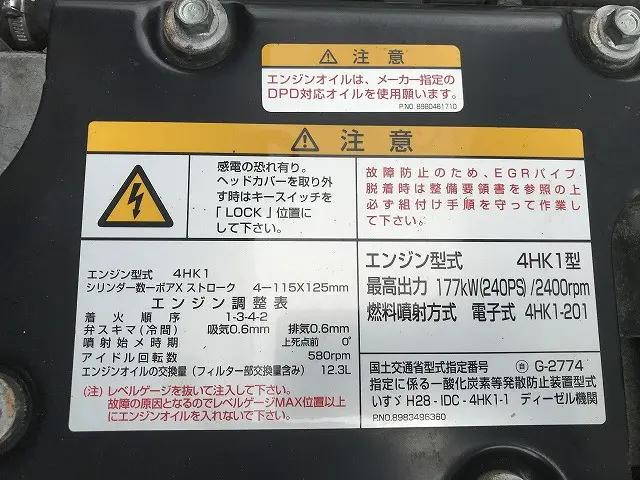 注意
エンジンオイルは、メーカー指定の
DPD対応オイルを使用願います。
P.NO.8980461710
注意
感電の恐れ有り。
ヘッドカバーを取り外
す時はキースイッチを
「LOCK」位置に
して下さい。
故障防止のため、EGRパイプ
脱着時は整備要領書を参照の上
必ず組付け手順を守って作業し
て下さい。
エンジン型式 4HK1
シリンダー数ーボアXストローク 4－115X125mm
エンジン調整表
着火順序 1-3-4-2
弁スキマ(冷間) 吸気0.6mm 排気0.6mm
噴射始メ時期 上死点前 0°
アイドル回転数 580rpm
エンジンオイルの交換量(フィルター部交換量含み) 12.3L
(注)レベルゲージを抜いて注入して下さい。
故障の原因となるのでレベルゲージMAX位置以上
にエンジンオイルを入れないで下さい。
エンジン型式 4HK1型
最高出力 177kW(240PS)/2400rpm
燃料噴射方式 電子式 4HK1-201
国土交通省型式指定番号 G-2774
指定に係る一酸化炭素等発散防止装置型式
いすゞ H28-IDC-4HK1-1 ディーゼル機関
P.NO.8983496360